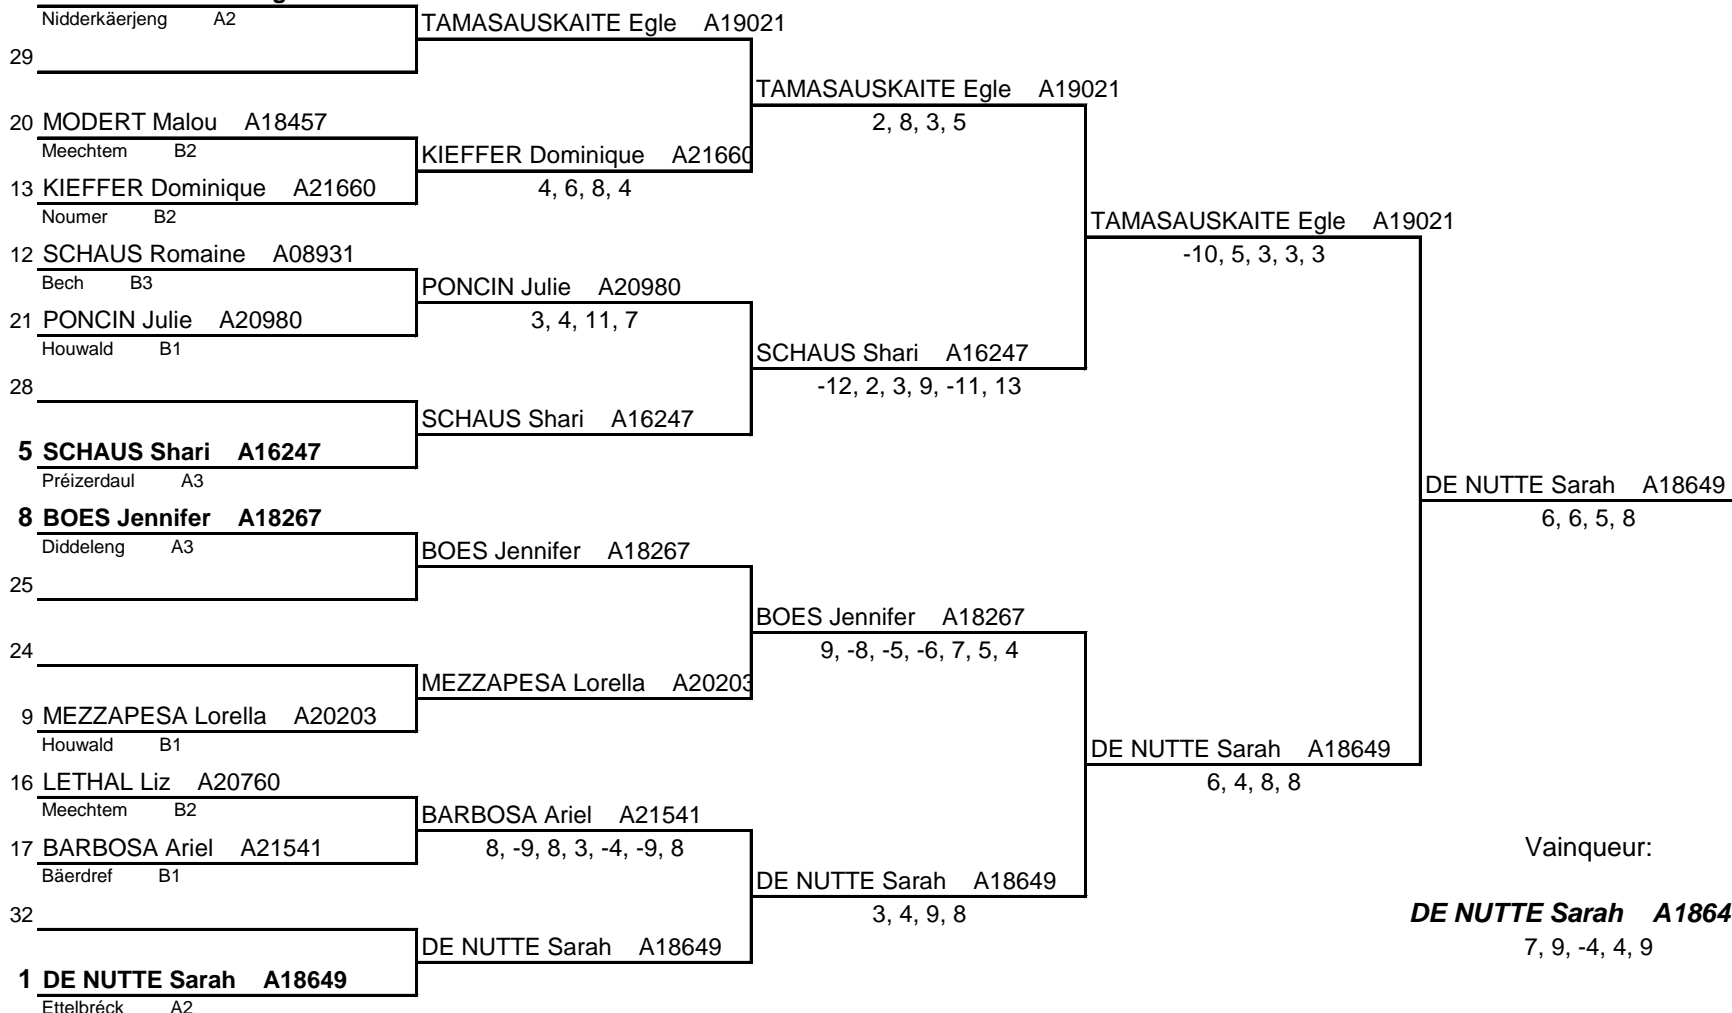 Nidderkäerjeng A2
TAMASAUSKAITE Egle A19021
29
TAMASAUSKAITE Egle A19021
2, 8, 3, 5
20 MODERT Malou A18457
Meechtem B2
KIEFFER Dominique A21660
4, 6, 8, 4
13 KIEFFER Dominique A21660
Noumer B2
TAMASAUSKAITE Egle A19021
-10, 5, 3, 3, 3
12 SCHAUS Romaine A08931
Bech B3
PONCIN Julie A20980
3, 4, 11, 7
21 PONCIN Julie A20980
Houwald B1
SCHAUS Shari A16247
-12, 2, 3, 9, -11, 13
28
SCHAUS Shari A16247
5 SCHAUS Shari A16247
Préizerdaul A3
DE NUTTE Sarah A18649
6, 6, 5, 8
8 BOES Jennifer A18267
Diddeleng A3
BOES Jennifer A18267
25
BOES Jennifer A18267
9, -8, -5, -6, 7, 5, 4
24
MEZZAPESA Lorella A20203
9 MEZZAPESA Lorella A20203
Houwald B1
DE NUTTE Sarah A18649
6, 4, 8, 8
16 LETHAL Liz A20760
Meechtem B2
BARBOSA Ariel A21541
8, -9, 8, 3, -4, -9, 8
17 BARBOSA Ariel A21541
Bäerdref B1
Vainqueur:
DE NUTTE Sarah A18649
3, 4, 9, 8
32
DE NUTTE Sarah A1864
7, 9, -4, 4, 9
DE NUTTE Sarah A18649
1 DE NUTTE Sarah A18649
Ettelbréck A2